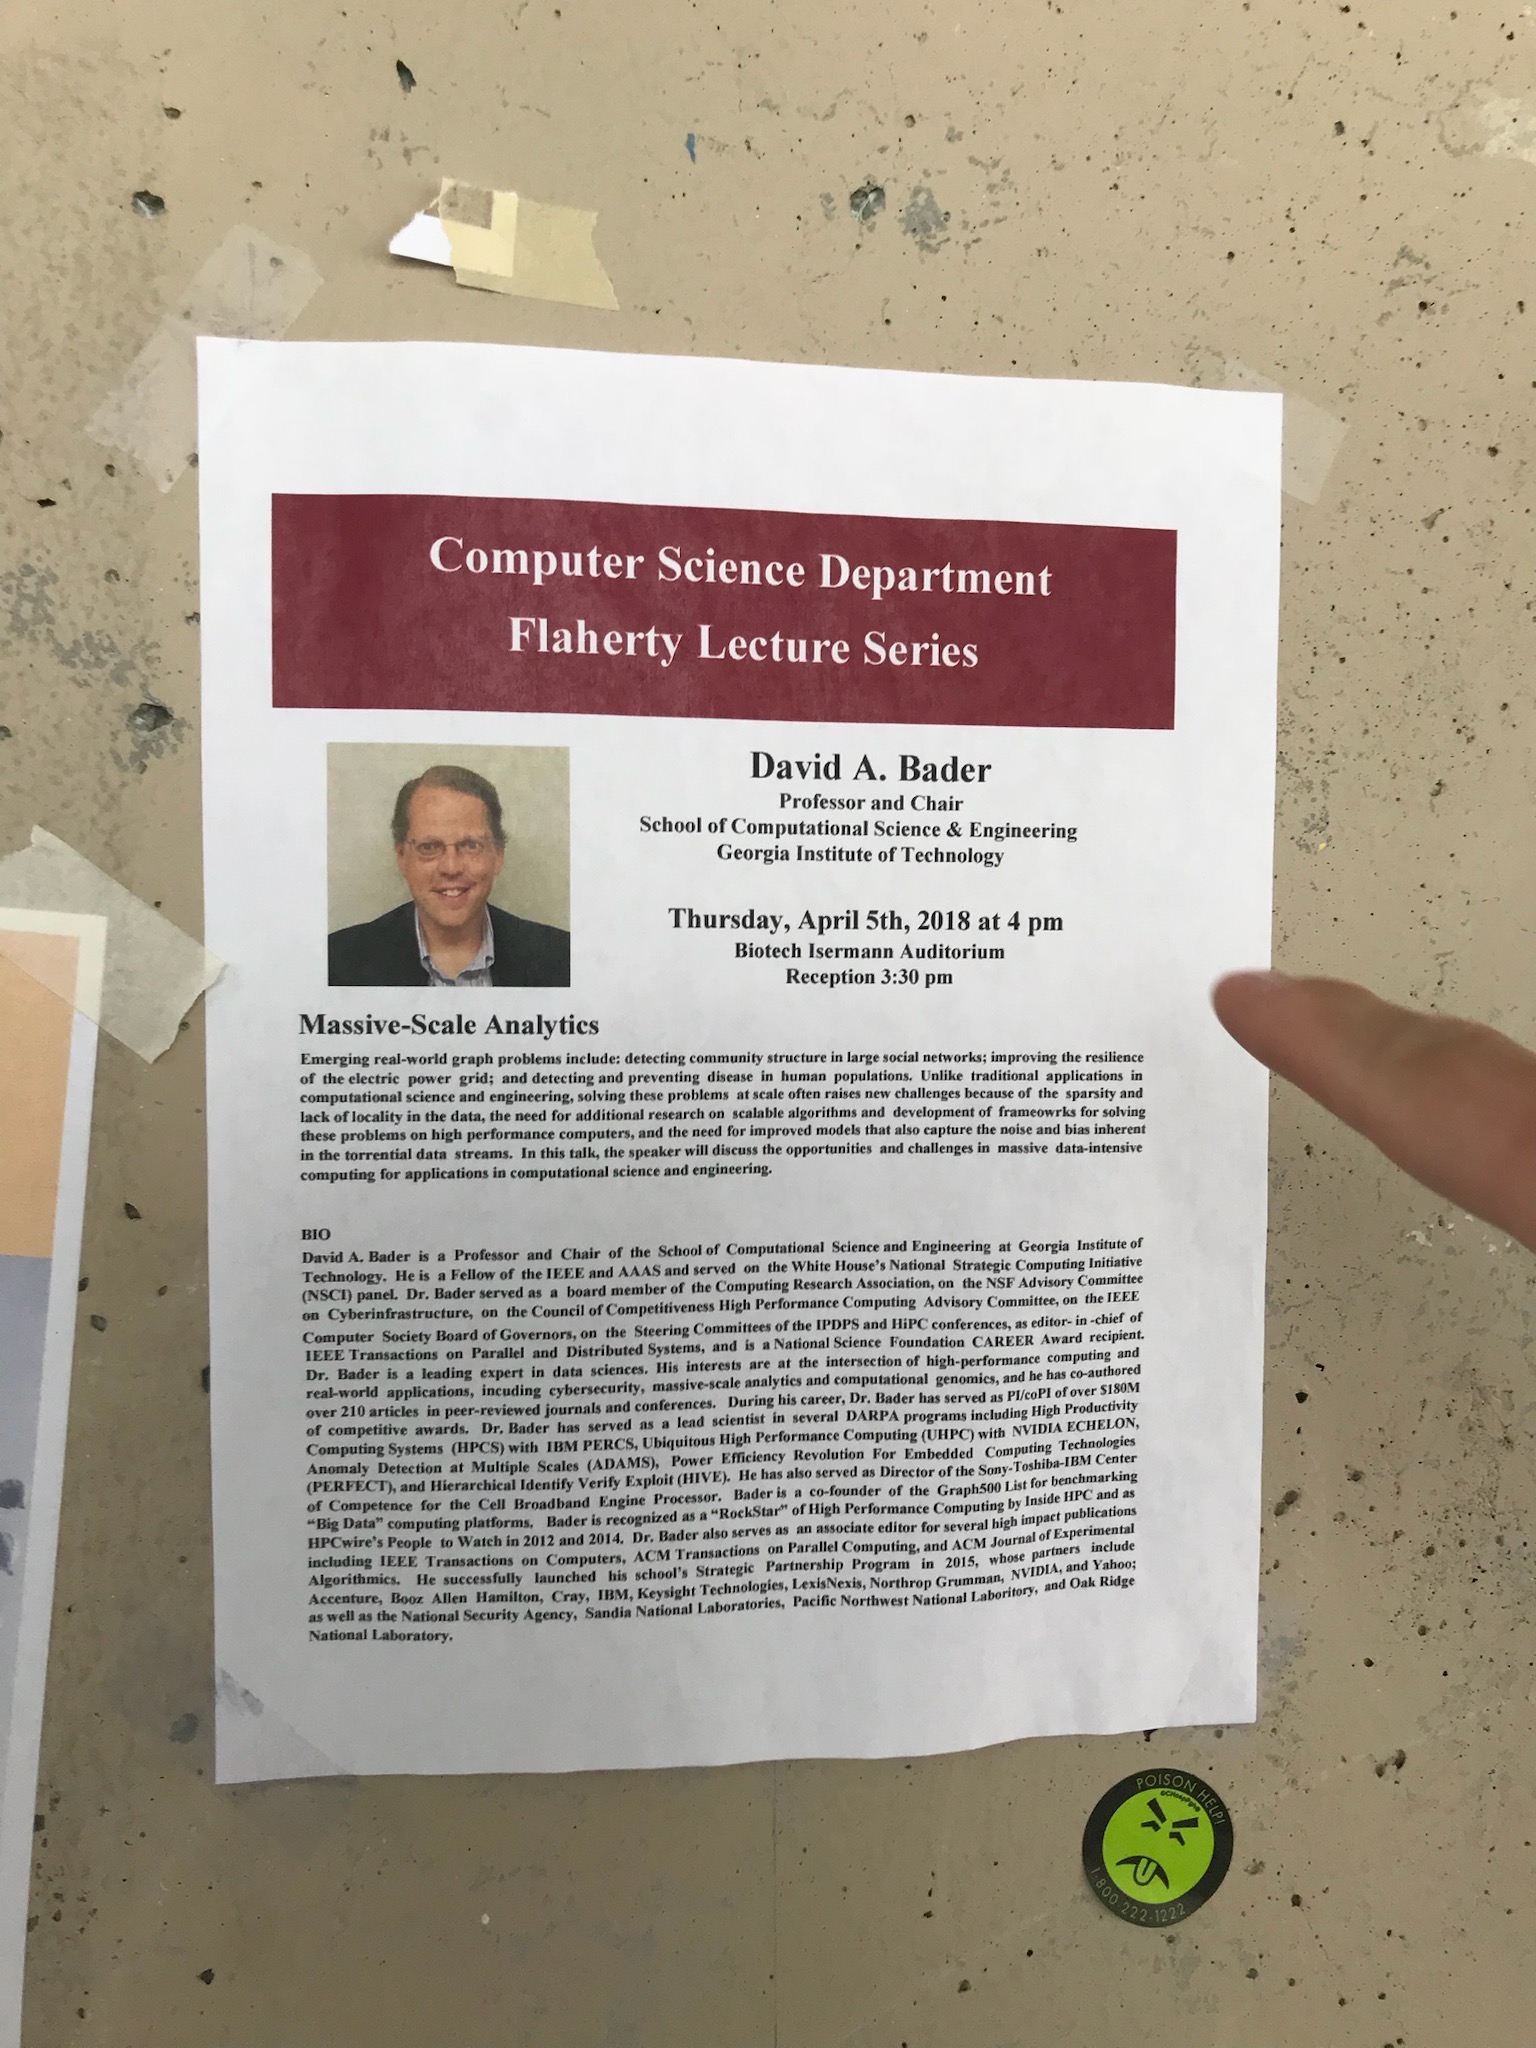 Computer Science Department
Flaherty Lecture Series
David A. Bader
Professor and Chair
School of Computational Science & Engineering
Georgia Institute of Technology
Thursday, April 5th, 2018 at 4 pm
Biotech Isermann Auditorium
Reception 3:30 pm
Massive-Scale Analytics
Emerging real-world graph problems include: detecting community structure in large social networks; improving the resilience
of the electric power grid; and detecting and preventing disease in human populations. Unlike traditional applications in
computational science and engineering, solving these problems at scale often raises new challenges because of the sparsity and
lack of locality in the data, the need for additional research on scalable algorithms and development of frameowrks for solving
these problems on high performance computers, and the need for improved models that also capture the noise and bias inherent
in the torrential data streams. In this talk, the speaker will discuss the opportunities and challenges in massive data-intensive
computing for applications in computational science and engineering.
BIO
David A. Bader is a Professor and Chair of the School of Computational Science and Engineering at Georgia Institute of
Technology. He is a Fellow of the IEEE and AAAS and served on the White House's National Strategic Computing Initiative
(NSCI) panel. Dr. Bader served as a board member of the Computing Research Association, on the NSF Advisory Committee
on Cyberinfrastructure, on the Council of Competitiveness High Performance Computing Advisory Committee, on the IEEE
Computer Society Board of Governors, on the Steering Committees of the IPDPS and HiPC conferences, as editor- in -chief of
IEEE Transactions on Parallel and Distributed Systems, and is a National Science Foundation CAREER Award recipient.
Dr. Bader is a leading expert in data sciences. His interests are at the intersection of high-performance computing and
real-world applications, incuding cybersecurity, massive-scale analytics and computational genomics, and he has co-authored
over 210 articles in peer-reviewed journals and conferences. During his career, Dr. Bader has served as PI/coPI of over $180M
of competitive awards. Dr. Bader has served as a lead scientist in several DARPA programs including High Productivity
Computing Systems (HPCS) with IBM PERCS, Ubiquitous High Performance Computing (UHPC) with NVIDIA ECHELON,
Anomaly Detection at Multiple Scales (ADAMS), Power Efficiency Revolution For Embedded Computing Technologies
(PERFECT), and Hierarchical Identify Verify Exploit (HIVE). He has also served as Director of the Sony-Toshiba-IBM Center
of Competence for the Cell Broadband Engine Processor. Bader is a co-founder of the Graph500 List for benchmarking
"Big Data" computing platforms. Bader is recognized as a "RockStar" of High Performance Computing by Inside HPC and as
HPCwire's People to Watch in 2012 and 2014. Dr. Bader also serves as an associate editor for several high impact publications
including IEEE Transactions on Computers, ACM Transactions on Parallel Computing, and ACM Journal of Experimental
Algorithmics. He successfully launched his school's Strategic Partnership Program in 2015, whose partners include
Accenture, Booz Allen Hamilton, Cray, IBM, Keysight Technologies, LexisNexis, Northrop Grumman, NVIDIA, and Yahoo;
as well as the National Security Agency, Sandia National Laboratories, Pacific Northwest National Laboritory, and Oak Ridge
National Laboratory.
POISON HELP!
1-800-222-1222